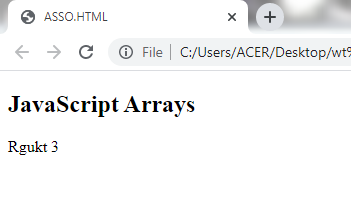 ASSO.HTML
File | C:/Users/ACER/Desktop/wt%
JavaScript Arrays
Rgukt 3